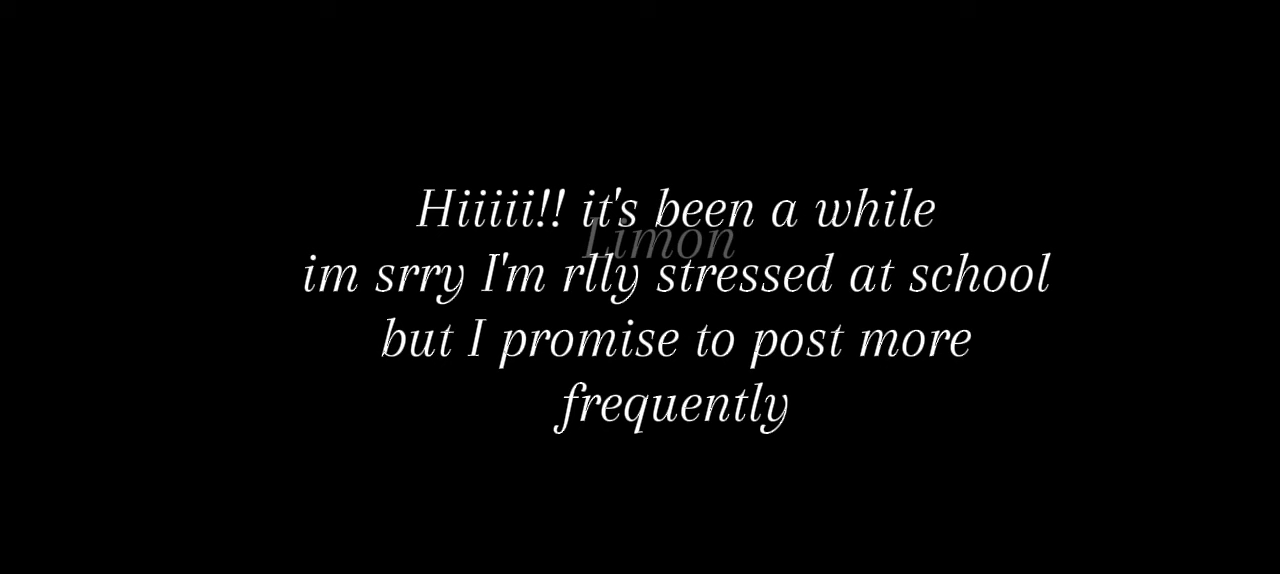 Hiiiii!! it's been a while
Limon
im srry I'm rlly stressed at school
but I promise to post more
frequently